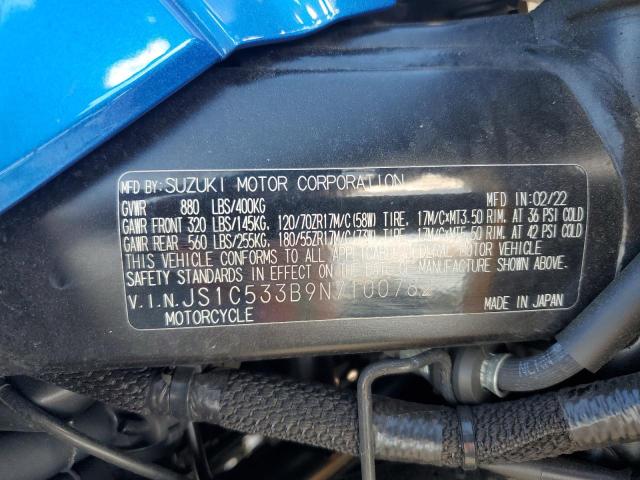 MFD BY: SUZUKI MOTOR CORPORATION MFD IN: 02/22
GVWR 880 LBS/400KG
GAWR FRONT 320 LBS/145KG, 120/70ZR17M/C(58W) TIRE, 17M/C×MT3.50 RIM, AT 36 PSI COLD
GAWR REAR 560 LBS/255KG, 180/55ZR17M/C(73W) TIRE, 17M/C×MT5.50 RIM, AT 42 PSI COLD
THIS VEHICLE CONFORMS TO ALL APPLICABLE FEDERAL MOTOR VEHICLE
SAFETY STANDARDS IN EFFECT ON THE DATE OF MANUFACTURE SHOWN ABOVE.
V.I.N. MADE IN JAPAN
MOTORCYCLE